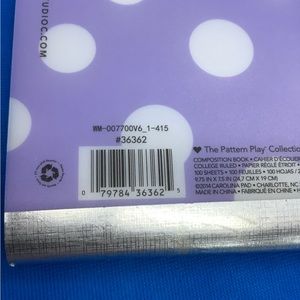 STUDIOC.COM
WM-007700V6_1-415
#36362
0 79784 36362 5
The Pattern Play Collectio
COMPOSITION BOOK • CAHIER D'ÉCOLIER
COLLEGE RULED • PAPIER RÉGLÉ ÉTROIT •
100 SHEETS • 100 FEUILLES • 100 HOJAS /
9.75 IN X 7.5 IN (24.7 CM X 19 CM)
©2014 CAROLINA PAD • CHARLOTTE, NC
MADE IN CHINA • FABRIQUÉ EN CHINE •